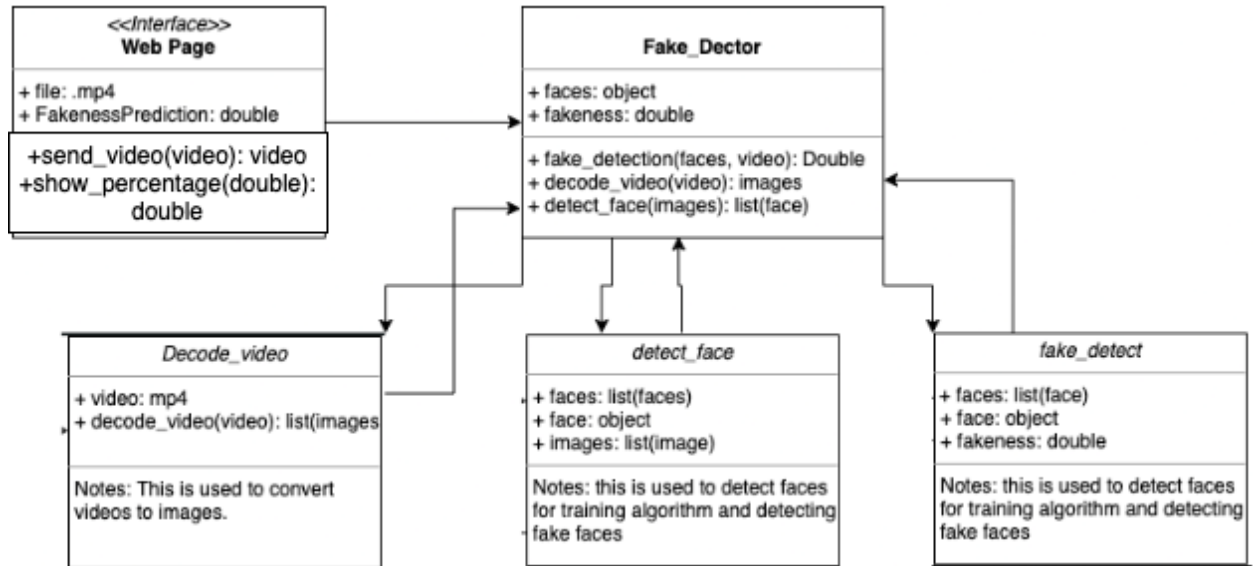 <<Interface>>
Web Page
+ file: .mp4
+ FakenessPrediction: double
+send_video(video): video
+show_percentage(double):
double
Fake_Dector
+ faces: object
+ fakeness: double
+ fake_detection(faces, video): Double
+ decode_video(video): images
+ detect_face(images): list(face)
Decode_video
+ video: mp4
+ decode_video(video): list(images
Notes: This is used to convert
videos to images.
detect_face
+ faces: list(faces)
+ face: object
+ images: list(image)
Notes: this is used to detect faces
for training algorithm and detecting
fake faces
fake_detect
+ faces: list(face)
+ face: object
+ fakeness: double
Notes: this is used to detect faces
for training algorithm and detecting
fake faces